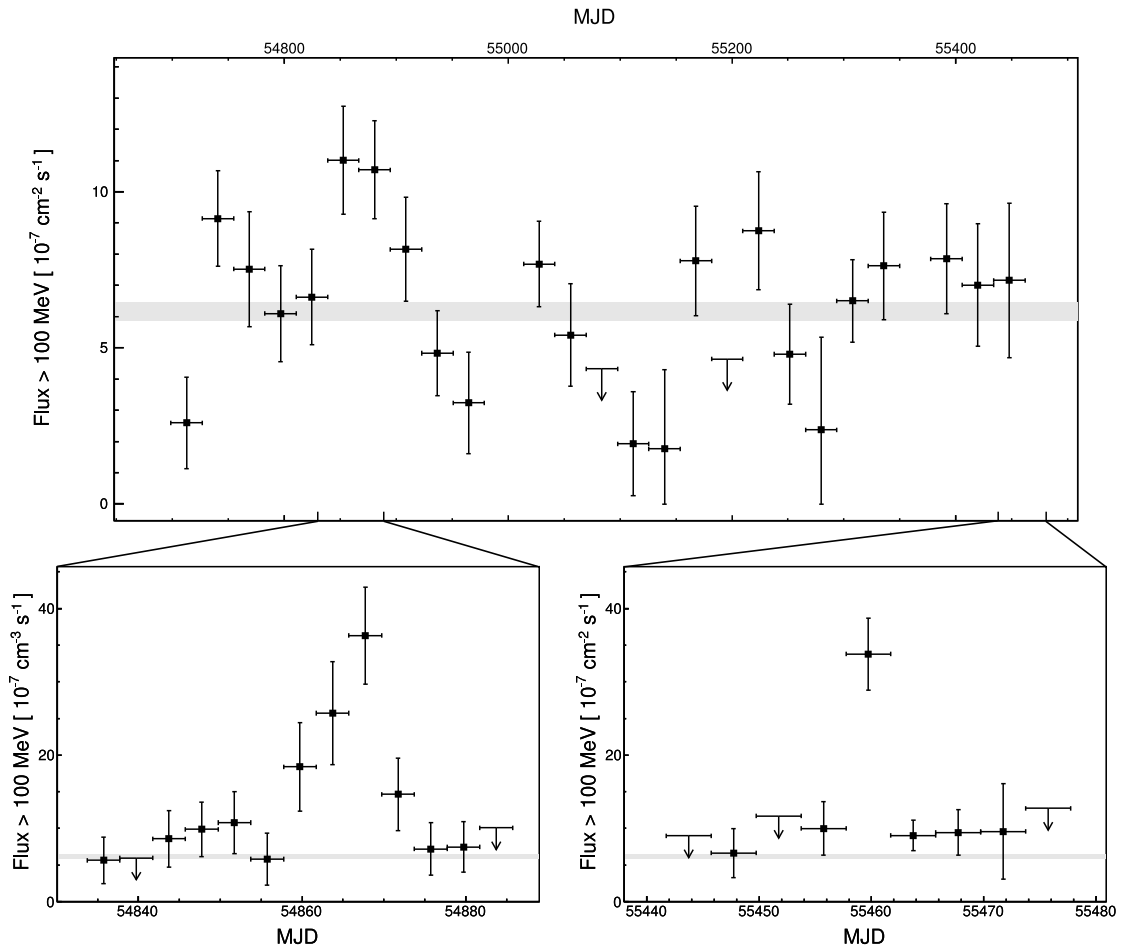 MJD
54800 55000 55200 55400
Flux > 100 MeV [ 10⁻⁷ cm⁻² s⁻¹ ]
10
5
0
Flux > 100 MeV [ 10⁻⁷ cm⁻³ s⁻¹ ]
40
20
0
54840 54860 54880
MJD
Flux > 100 MeV [ 10⁻⁷ cm⁻² s⁻¹ ]
40
20
0
55440 55450 55460 55470 55480
MJD